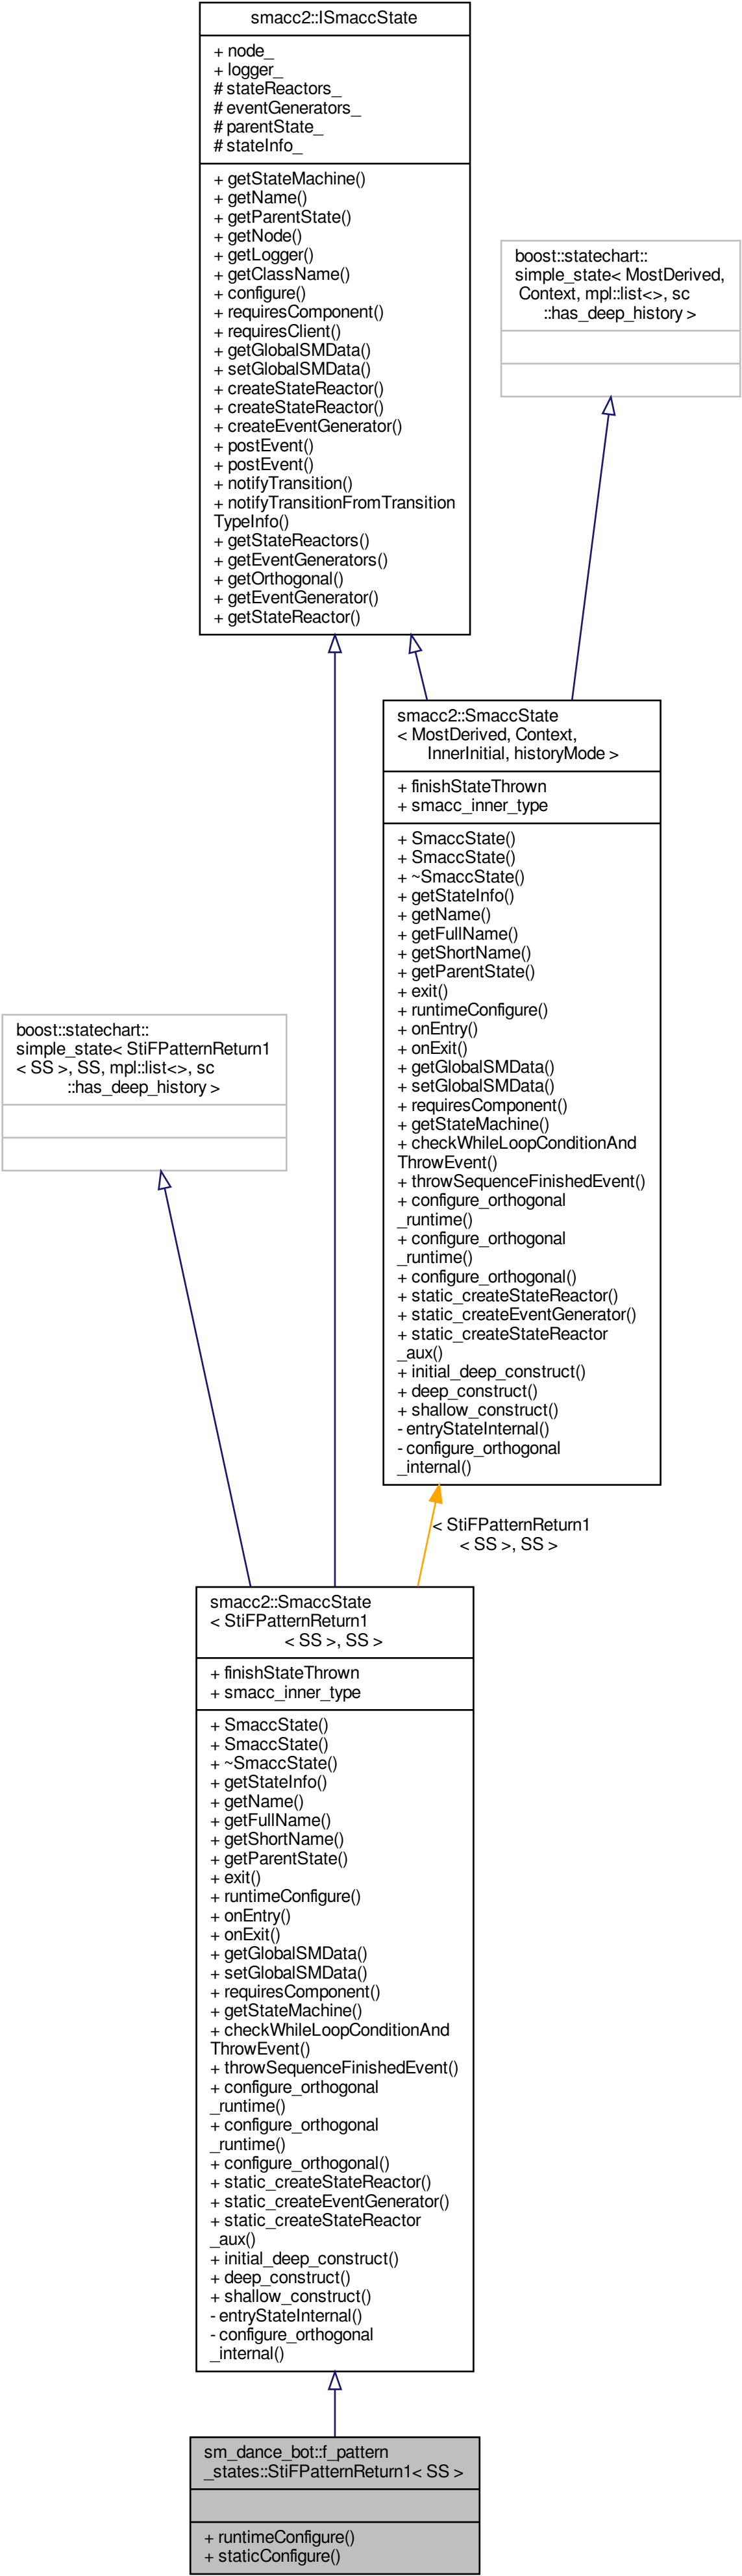 smacc2::ISmaccState
+ node_
+ logger_
# stateReactors_
# eventGenerators_
# parentState_
# stateInfo_
+ getStateMachine()
+ getName()
+ getParentState()
+ getNode()
+ getLogger()
+ getClassName()
+ configure()
+ requiresComponent()
+ requiresClient()
+ getGlobalSMData()
+ setGlobalSMData()
+ createStateReactor()
+ createStateReactor()
+ createEventGenerator()
+ postEvent()
+ postEvent()
+ notifyTransition()
+ notifyTransitionFromTransition
TypeInfo()
+ getStateReactors()
+ getEventGenerators()
+ getOrthogonal()
+ getEventGenerator()
+ getStateReactor()
boost::statechart::
simple_state< MostDerived,
Context, mpl::list<>, sc
::has_deep_history >
smacc2::SmaccState
< MostDerived, Context,
InnerInitial, historyMode >
+ finishStateThrown
+ smacc_inner_type
+ SmaccState()
+ SmaccState()
+ ~SmaccState()
+ getStateInfo()
+ getName()
+ getFullName()
+ getShortName()
+ getParentState()
+ exit()
+ runtimeConfigure()
+ onEntry()
+ onExit()
+ getGlobalSMData()
+ setGlobalSMData()
+ requiresComponent()
+ getStateMachine()
+ checkWhileLoopConditionAnd
ThrowEvent()
+ throwSequenceFinishedEvent()
+ configure_orthogonal
_runtime()
+ configure_orthogonal
_runtime()
+ configure_orthogonal()
+ static_createStateReactor()
+ static_createEventGenerator()
+ static_createStateReactor
_aux()
+ initial_deep_construct()
+ deep_construct()
+ shallow_construct()
- entryStateInternal()
- configure_orthogonal
_internal()
boost::statechart::
simple_state< StiFPatternReturn1
< SS >, SS, mpl::list<>, sc
::has_deep_history >
< StiFPatternReturn1
< SS >, SS >
smacc2::SmaccState
< StiFPatternReturn1
< SS >, SS >
+ finishStateThrown
+ smacc_inner_type
+ SmaccState()
+ SmaccState()
+ ~SmaccState()
+ getStateInfo()
+ getName()
+ getFullName()
+ getShortName()
+ getParentState()
+ exit()
+ runtimeConfigure()
+ onEntry()
+ onExit()
+ getGlobalSMData()
+ setGlobalSMData()
+ requiresComponent()
+ getStateMachine()
+ checkWhileLoopConditionAnd
ThrowEvent()
+ throwSequenceFinishedEvent()
+ configure_orthogonal
_runtime()
+ configure_orthogonal
_runtime()
+ configure_orthogonal()
+ static_createStateReactor()
+ static_createEventGenerator()
+ static_createStateReactor
_aux()
+ initial_deep_construct()
+ deep_construct()
+ shallow_construct()
- entryStateInternal()
- configure_orthogonal
_internal()
sm_dance_bot::f_pattern
_states::StiFPatternReturn1< SS >
+ runtimeConfigure()
+ staticConfigure()